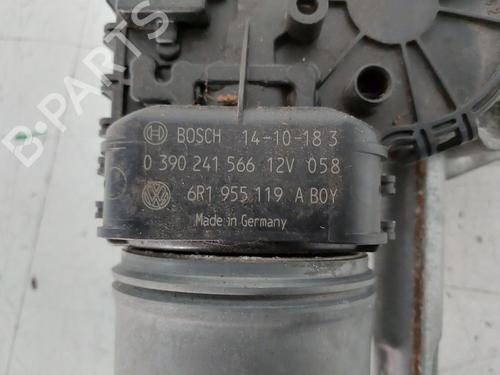 B-PARTS
BOSCH 14-10-18 3
0 390 241 566 12V 058
6R1 955 119 A BOY
Made in Germany